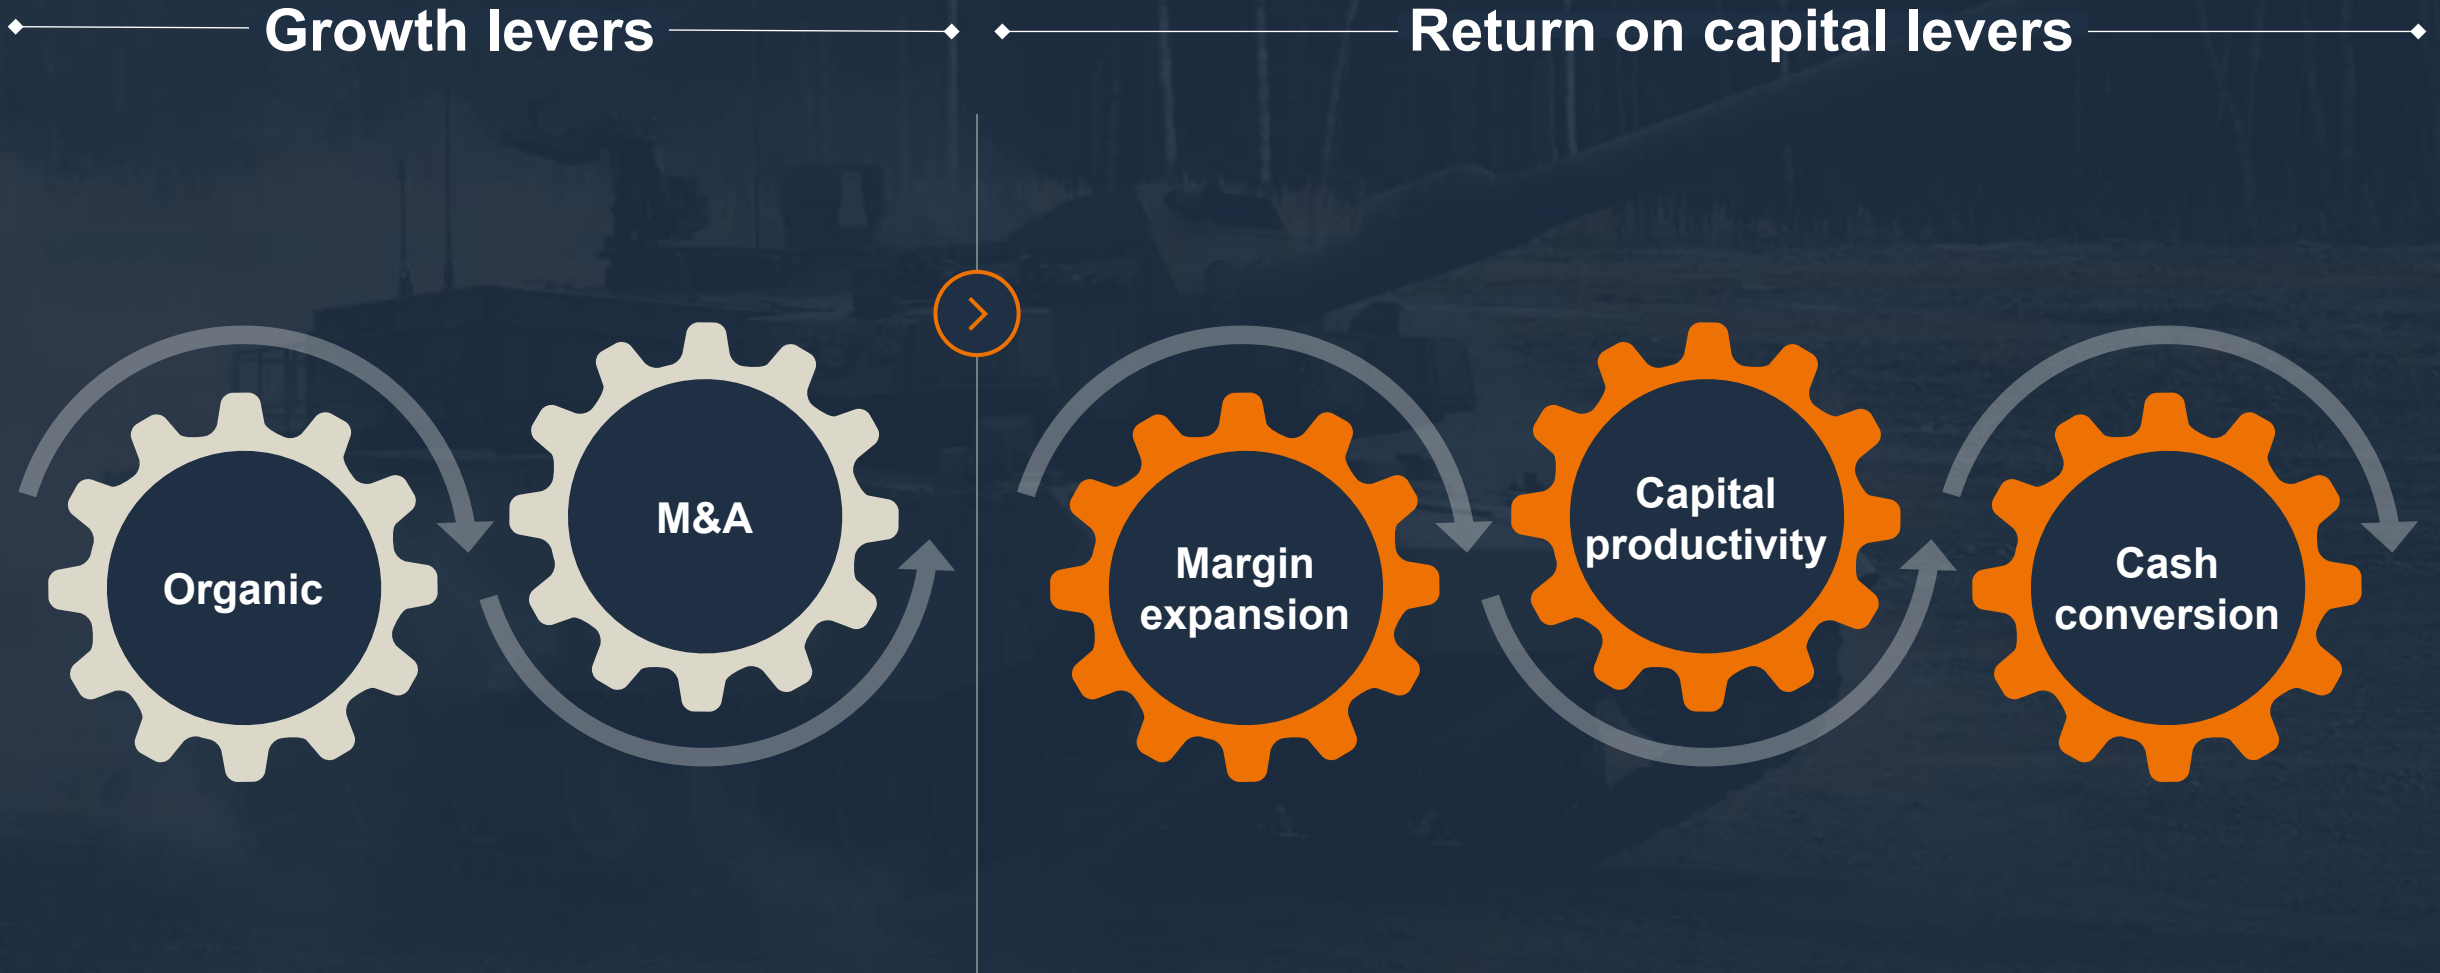 Growth levers
Return on capital levers
Organic
M&A
Margin
expansion
Capital
productivity
Cash
conversion